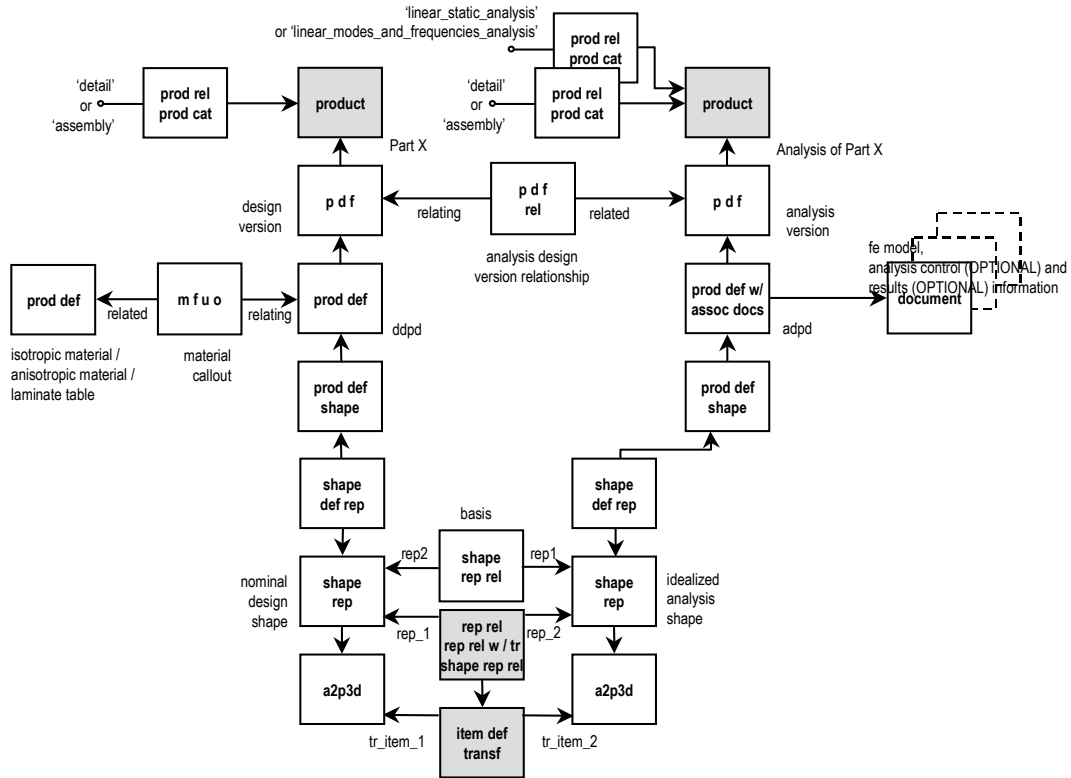 'linear_static_analysis'
or 'linear_modes_and_frequencies_analysis'
prod rel
prod cat
'detail'
or
'assembly'
prod rel
prod cat
product
'detail'
or
'assembly'
prod rel
prod cat
product
Part X
Analysis of Part X
design
version
p d f
relating
p d f
rel
related
p d f
analysis
version
analysis design
version relationship
fe model,
analysis control (OPTIONAL) and
results (OPTIONAL) information
document
prod def
related
m f u o
relating
prod def
ddpd
prod def w/
assoc docs
adpd
isotropic material /
anisotropic material /
laminate table
material
callout
prod def
shape
prod def
shape
shape
def rep
shape
def rep
basis
nominal
design
shape
shape
rep
rep2
shape
rep rel
rep1
shape
rep
idealized
analysis
shape
rep_1
rep rel
rep rel w / tr
shape rep rel
rep_2
a2p3d
a2p3d
tr_item_1
item def
transf
tr_item_2